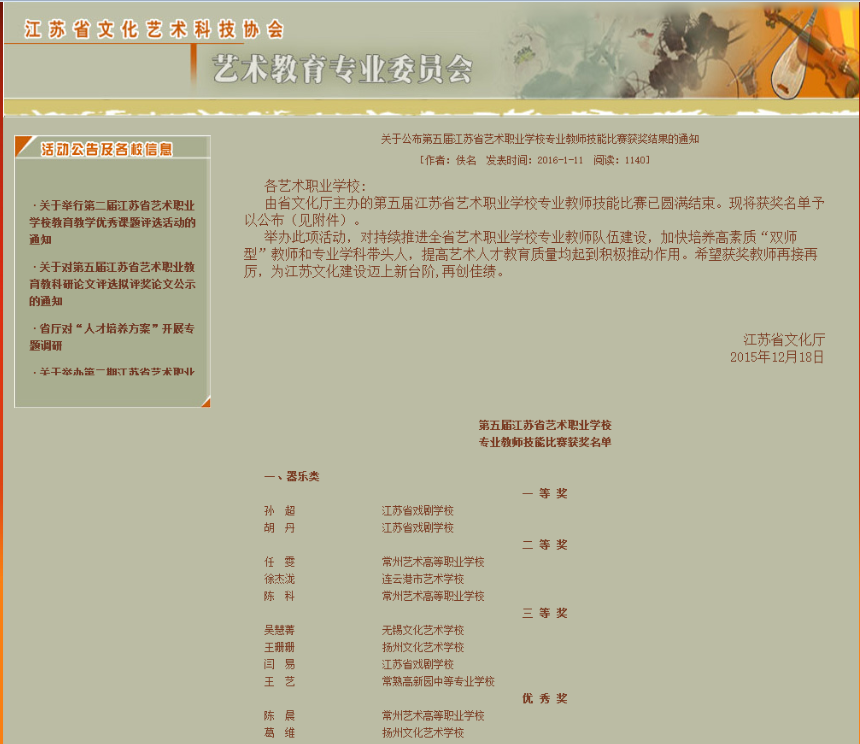 江苏省文化艺术科技协会
艺术教育专业委员会
活动公告及各校信息
·关于举行第二届江苏省艺术职业
学校教育教学优秀课题评选活动的
通知
·关于对第五届江苏省艺术职业教
育教科研论文评选拟评奖论文公示
的通知
·省厅对“人才培养方案”开展专
题调研
·关于举办第二期江苏省艺术职业
关于公布第五届江苏省艺术职业学校专业教师技能比赛获奖结果的通知
[作者：佚名 发表时间：2016-1-11 阅读：1140]
各艺术职业学校:
由省文化厅主办的第五届江苏省艺术职业学校专业教师技能比赛已圆满结束。现将获奖名单予
以公布（见附件）。
举办此项活动，对持续推进全省艺术职业学校专业教师队伍建设，加快培养高素质“双师
型”教师和专业学科带头人，提高艺术人才教育质量均起到积极推动作用。希望获奖教师再接再
厉，为江苏文化建设迈上新台阶,再创佳绩。
江苏省文化厅
2015年12月18日
第五届江苏省艺术职业学校
专业教师技能比赛获奖名单
一、器乐类
一 等 奖
孙 超 江苏省戏剧学校
胡 丹 江苏省戏剧学校
二 等 奖
任 雯 常州艺术高等职业学校
徐杰泷 连云港市艺术学校
陈 科 常州艺术高等职业学校
三 等 奖
吴慧菁 无锡文化艺术学校
王珊珊 扬州文化艺术学校
闫 易 江苏省戏剧学校
王 艺 常熟高新园中等专业学校
优 秀 奖
陈 晨 常州艺术高等职业学校
葛 维 扬州文化艺术学校